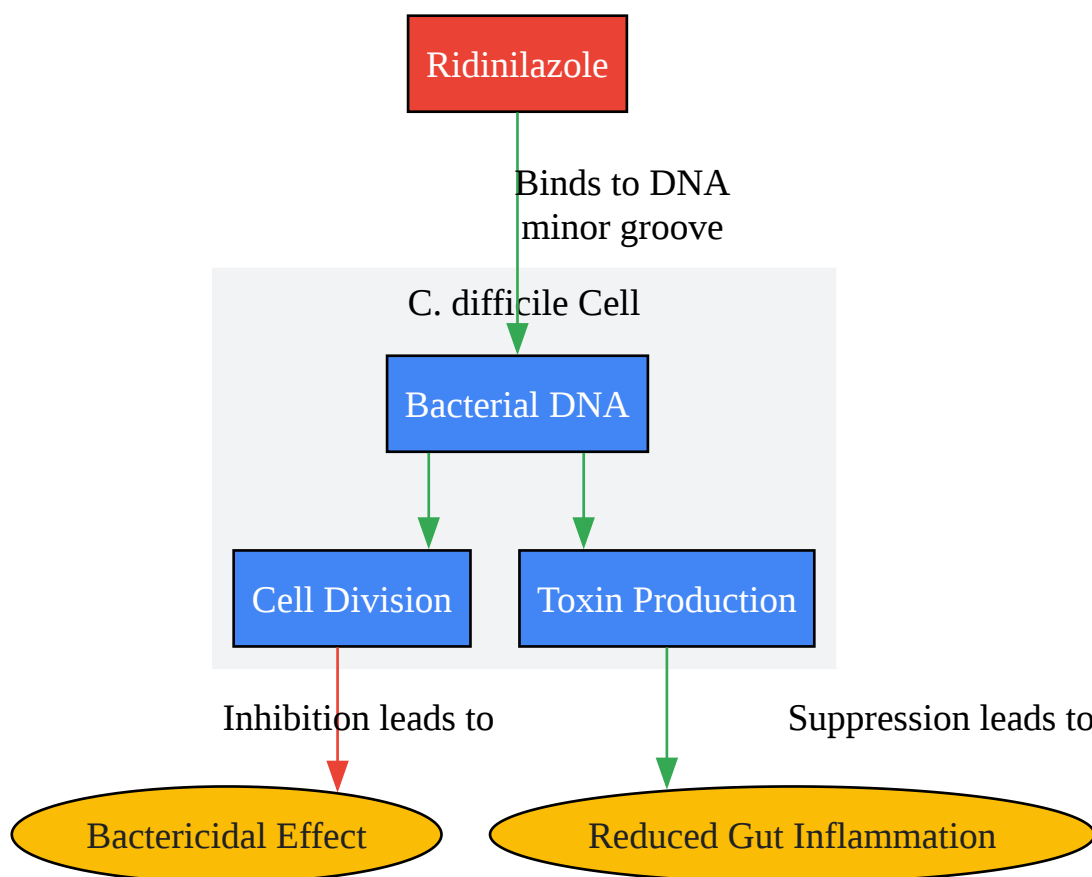 Ridinilazole
Binds to DNA
minor groove
C. difficile Cell
Bacterial DNA
Cell Division
Toxin Production
Inhibition leads to
Suppression leads to
Bactericidal Effect
Reduced Gut Inflammation